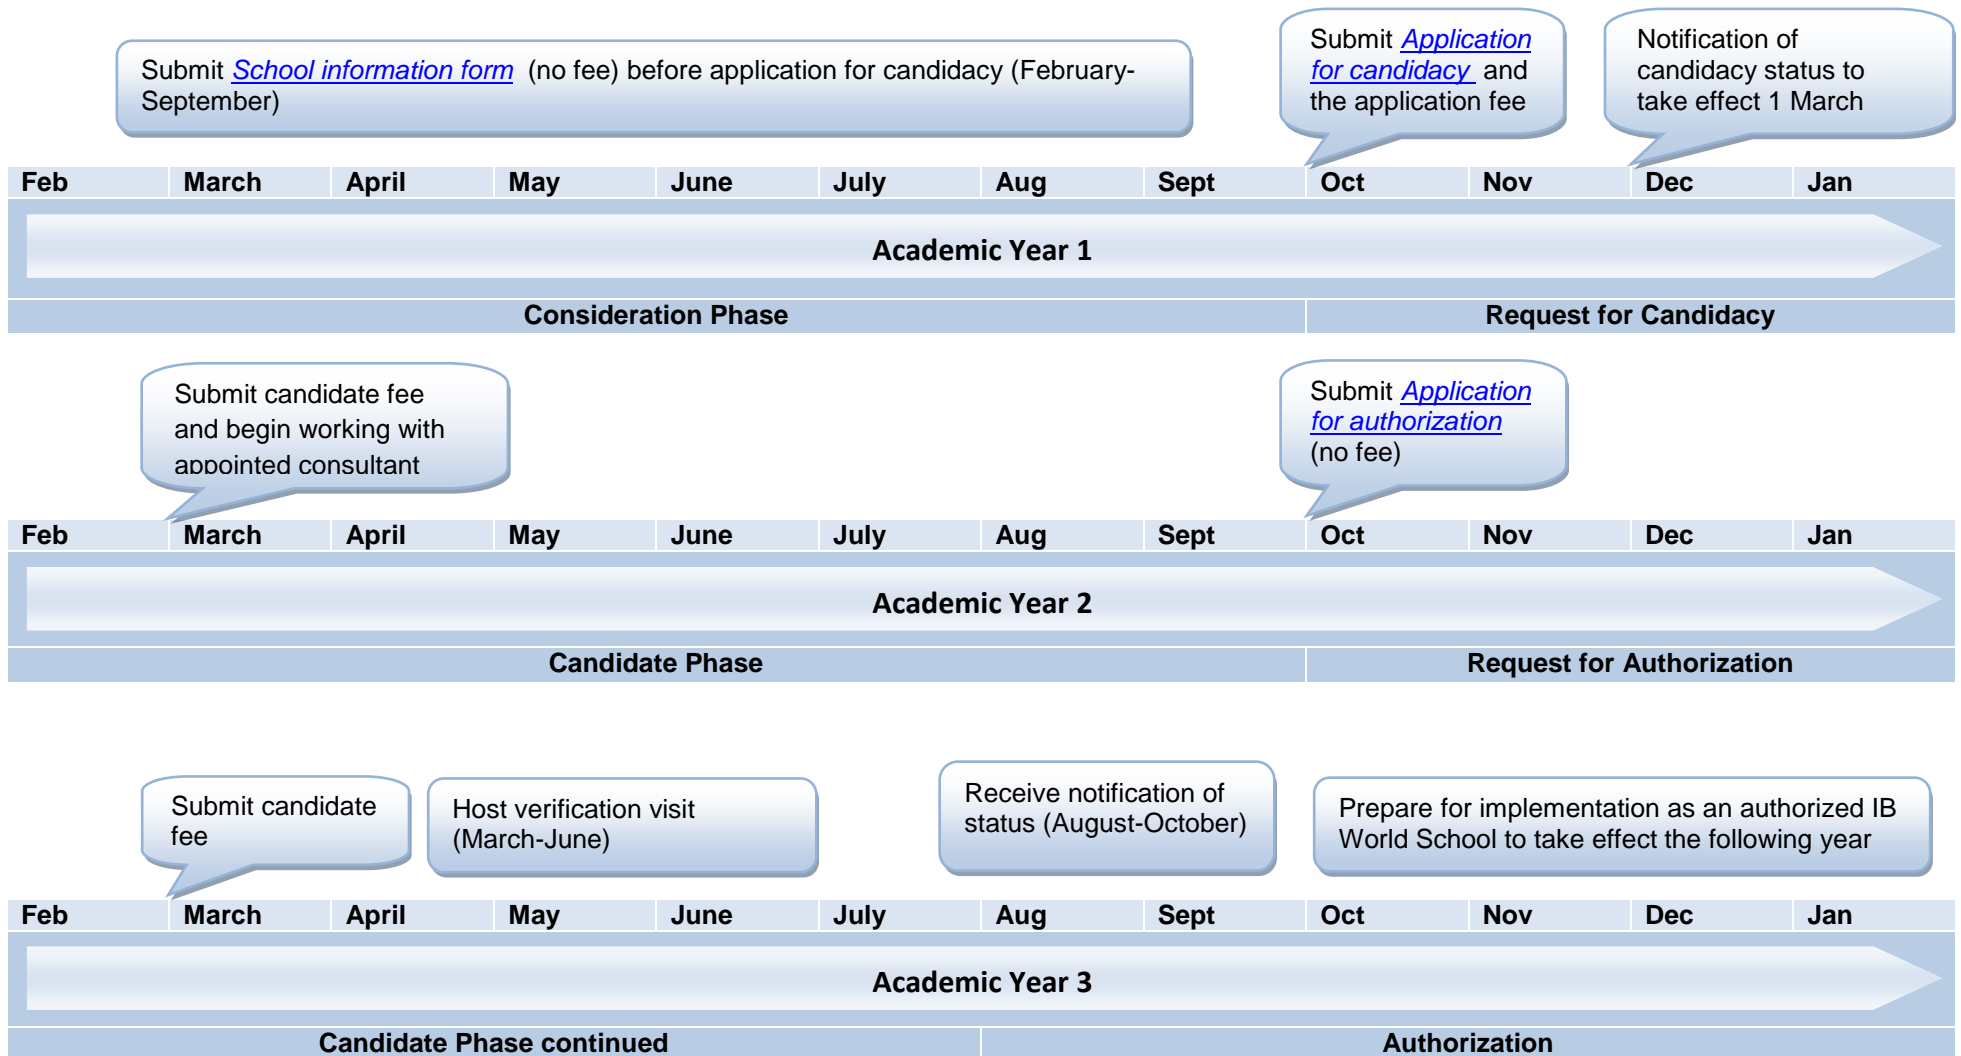 Submit School information form (no fee) before application for candidacy (February-
September)
Submit Application
for candidacy and
the application fee
Notification of
candidacy status to
take effect 1 March
Feb March April May June July Aug Sept Oct Nov Dec Jan
Academic Year 1
Consideration Phase Request for Candidacy
Submit candidate fee
and begin working with
appointed consultant
Submit Application
for authorization
(no fee)
Feb March April May June July Aug Sept Oct Nov Dec Jan
Academic Year 2
Candidate Phase Request for Authorization
Submit candidate
fee
Host verification visit
(March-June)
Receive notification of
status (August-October)
Prepare for implementation as an authorized IB
World School to take effect the following year
Feb March April May June July Aug Sept Oct Nov Dec Jan
Academic Year 3
Candidate Phase continued Authorization